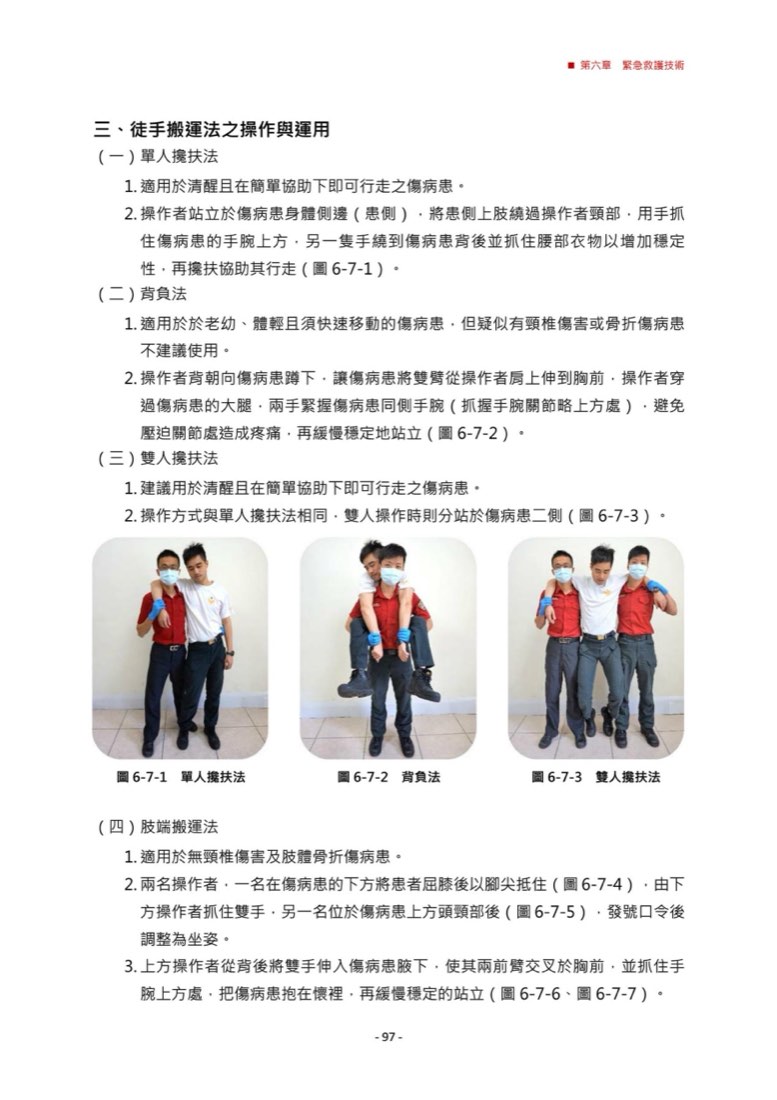 ■ 第六章　緊急救護技術
三、徒手搬運法之操作與運用
（一）單人攙扶法
1. 適用於清醒且在簡單協助下即可行走之傷病患。
2. 操作者站立於傷病患身體側邊（患側），將患側上肢繞過操作者頸部，用手抓
住傷病患的手腕上方，另一隻手繞到傷病患背後並抓住腰部衣物以增加穩定
性，再攙扶協助其行走（圖 6-7-1）。
（二）背負法
1. 適用於於老幼、體輕且須快速移動的傷病患，但疑似有頸椎傷害或骨折傷病患
不建議使用。
2. 操作者背朝向傷病患蹲下，讓傷病患將雙臂從操作者肩上伸到胸前，操作者穿
過傷病患的大腿，兩手緊握傷病患同側手腕（抓握手腕關節略上方處），避免
壓迫關節處造成疼痛，再緩慢穩定地站立（圖 6-7-2）。
（三）雙人攙扶法
1. 建議用於清醒且在簡單協助下即可行走之傷病患。
2. 操作方式與單人攙扶法相同，雙人操作時則分站於傷病患二側（圖 6-7-3）。
圖 6-7-1　單人攙扶法
圖 6-7-2　背負法
圖 6-7-3　雙人攙扶法
（四）肢端搬運法
1. 適用於無頸椎傷害及肢體骨折傷病患。
2. 兩名操作者，一名在傷病患的下方將患者屈膝後以腳尖抵住（圖 6-7-4），由下
方操作者抓住雙手，另一名位於傷病患上方頭頸部後（圖 6-7-5），發號口令後
調整為坐姿。
3. 上方操作者從背後將雙手伸入傷病患腋下，使其兩前臂交叉於胸前，並抓住手
腕上方處，把傷病患抱在懷裡，再緩慢穩定的站立（圖 6-7-6、圖 6-7-7）。
- 97 -